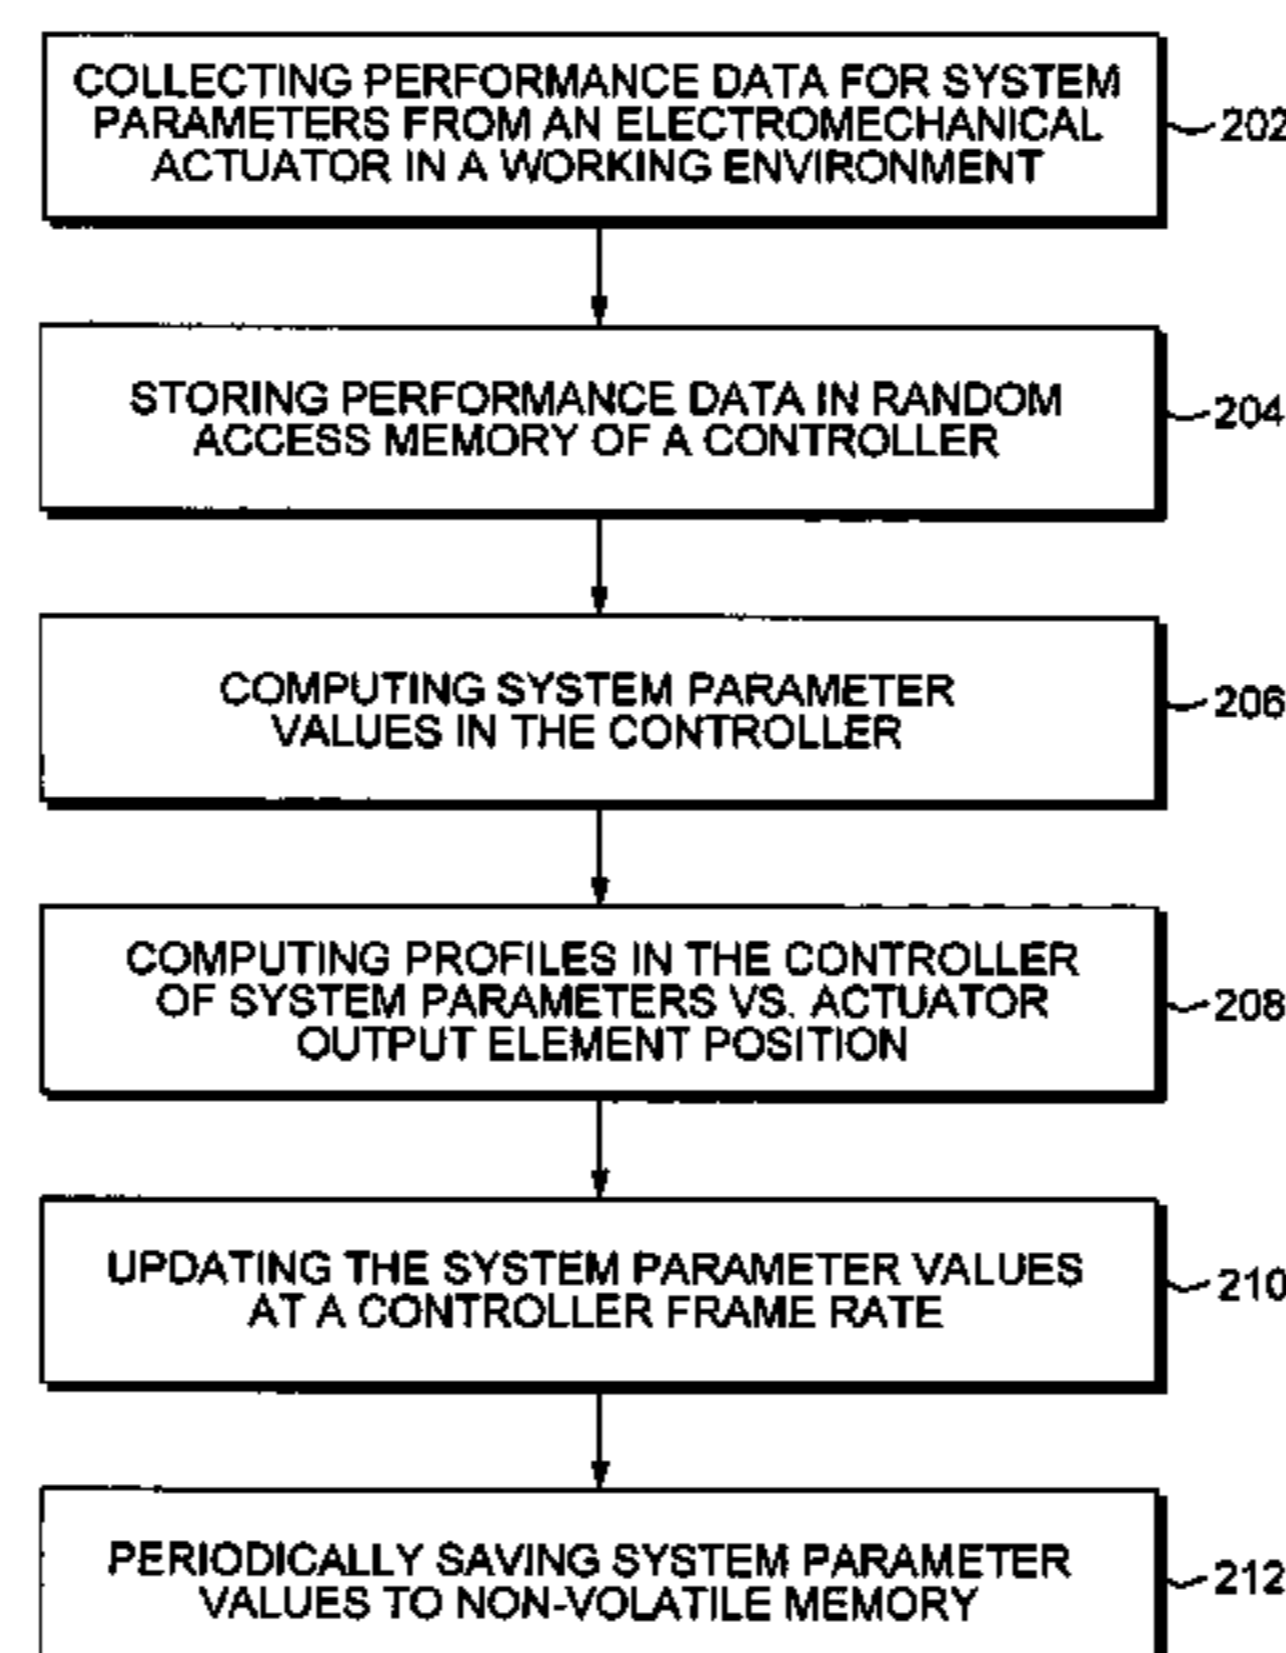 COLLECTING PERFORMANCE DATA FOR SYSTEM
PARAMETERS FROM AN ELECTROMECHANICAL
ACTUATOR IN A WORKING ENVIRONMENT
202
STORING PERFORMANCE DATA IN RANDOM
ACCESS MEMORY OF A CONTROLLER
204
COMPUTING SYSTEM PARAMETER
VALUES IN THE CONTROLLER
206
COMPUTING PROFILES IN THE CONTROLLER
OF SYSTEM PARAMETERS VS. ACTUATOR
OUTPUT ELEMENT POSITION
208
UPDATING THE SYSTEM PARAMETER VALUES
AT A CONTROLLER FRAME RATE
210
PERIODICALLY SAVING SYSTEM PARAMETER
VALUES TO NON-VOLATILE MEMORY
212